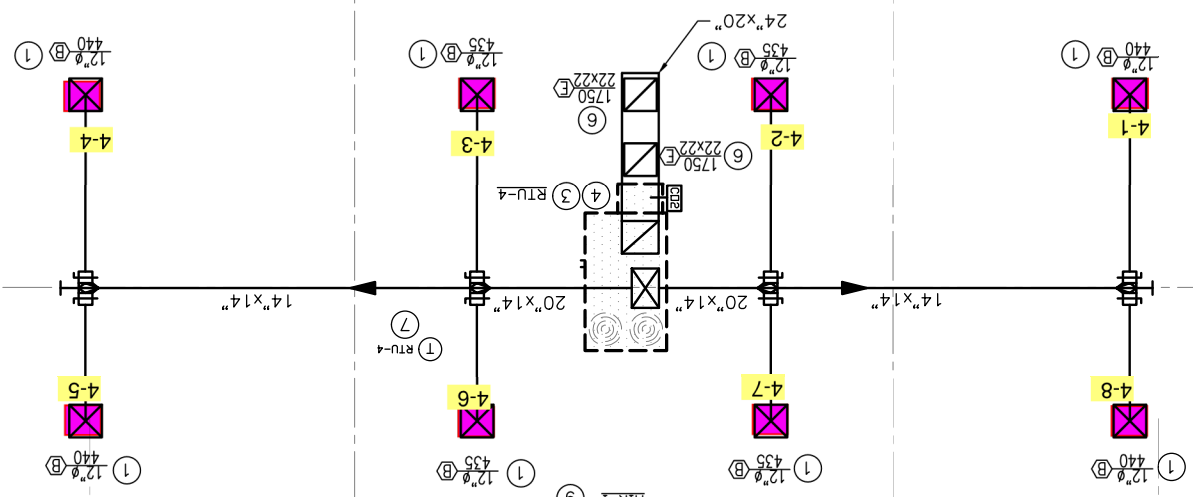 1 12"ø B
440
1 12"ø B
435
1 12"ø B
435
1 12"ø B
440
4-8
4-7
4-6
4-5
T RTU-4
7
14"x14"
20"x14"
20"x14"
14"x14"
CD2
4 3 RTU-4
6 1750 E
22x22
4-1
4-2
4-3
4-4
6
1750 E
22x22
1 12"ø B
440
1 12"ø B
435
1 12"ø B
435
1 12"ø B
440
24"x20"